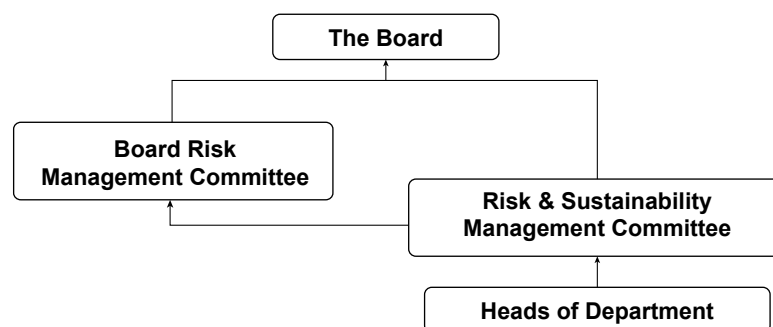 The Board
Board Risk
Management Committee
Risk & Sustainability
Management Committee
Heads of Department